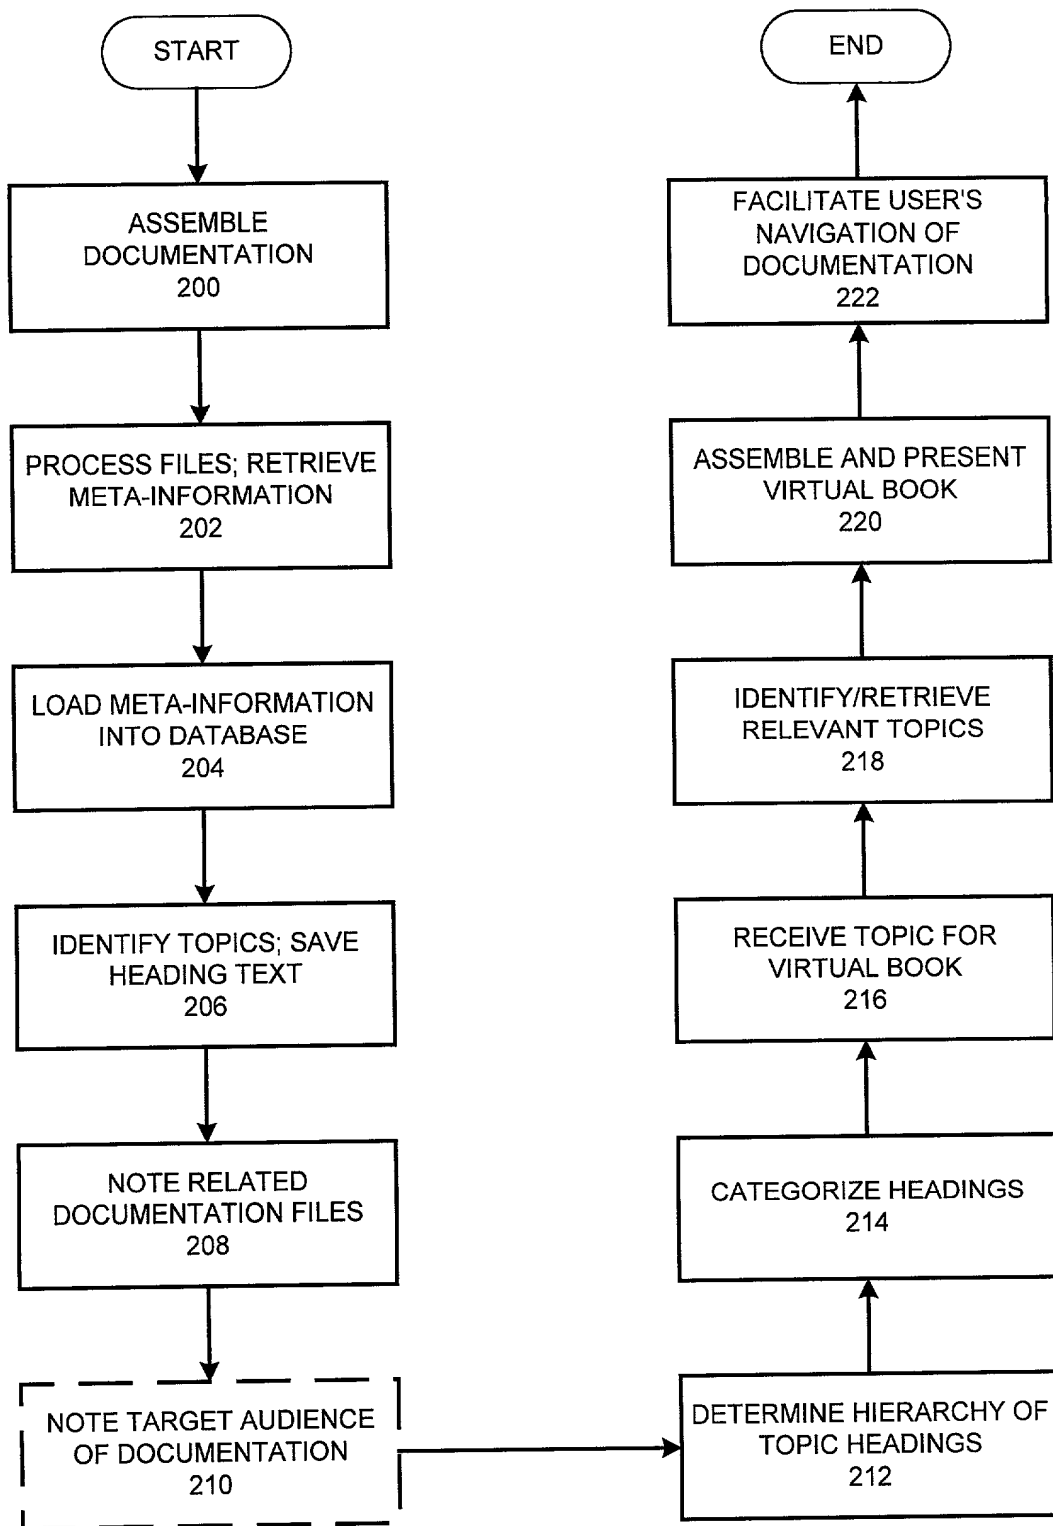 START
ASSEMBLE
DOCUMENTATION
200
PROCESS FILES; RETRIEVE
META-INFORMATION
202
LOAD META-INFORMATION
INTO DATABASE
204
IDENTIFY TOPICS; SAVE
HEADING TEXT
206
NOTE RELATED
DOCUMENTATION FILES
208
NOTE TARGET AUDIENCE
OF DOCUMENTATION
210
DETERMINE HIERARCHY OF
TOPIC HEADINGS
212
CATEGORIZE HEADINGS
214
RECEIVE TOPIC FOR
VIRTUAL BOOK
216
IDENTIFY/RETRIEVE
RELEVANT TOPICS
218
ASSEMBLE AND PRESENT
VIRTUAL BOOK
220
FACILITATE USER'S
NAVIGATION OF
DOCUMENTATION
222
END